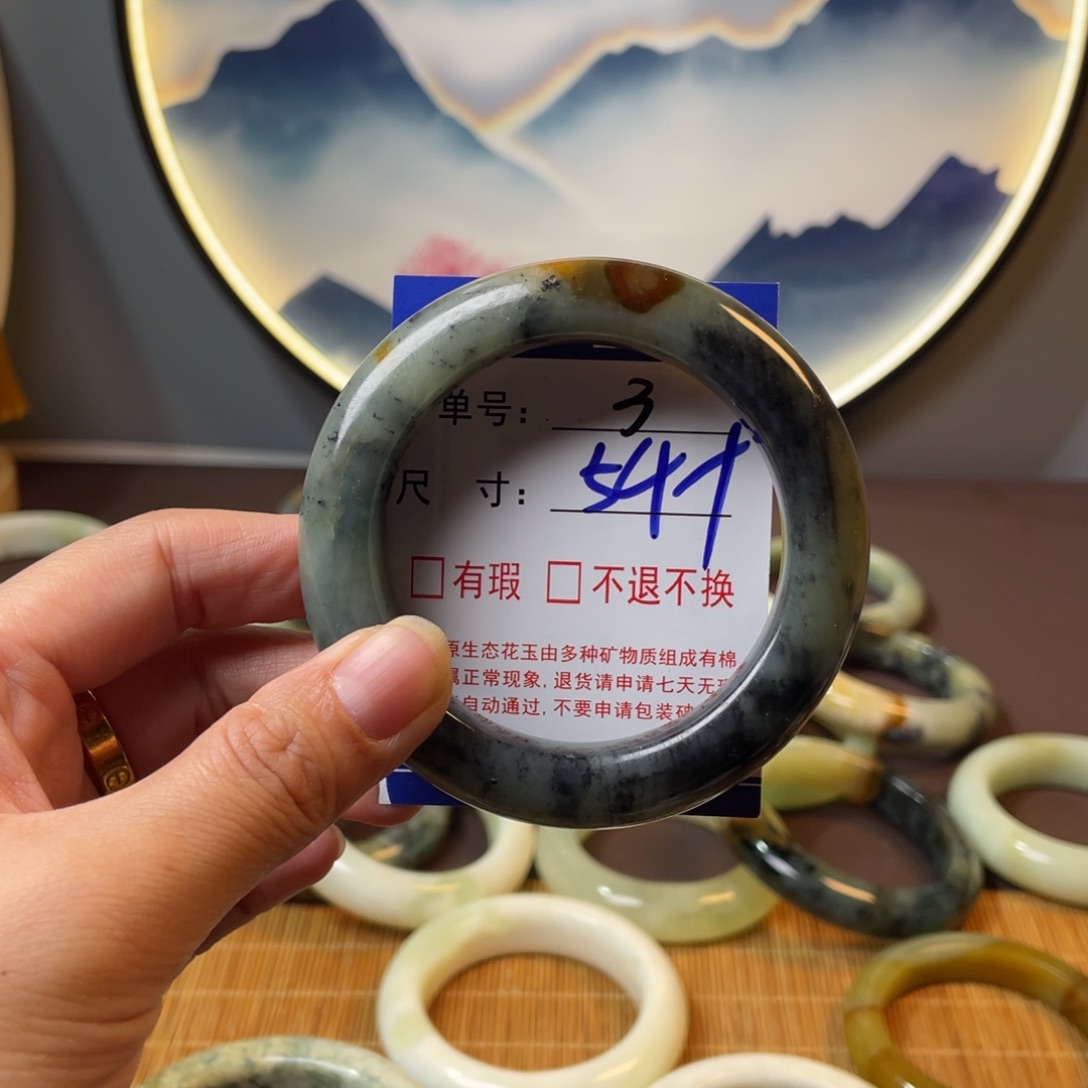 单号: 3
尺 寸: 54
□有瑕 □不退不换
原生态花玉由多种矿物质组成有棉
属正常现象,退货请申请七天无
自动通过,不要申请包装破